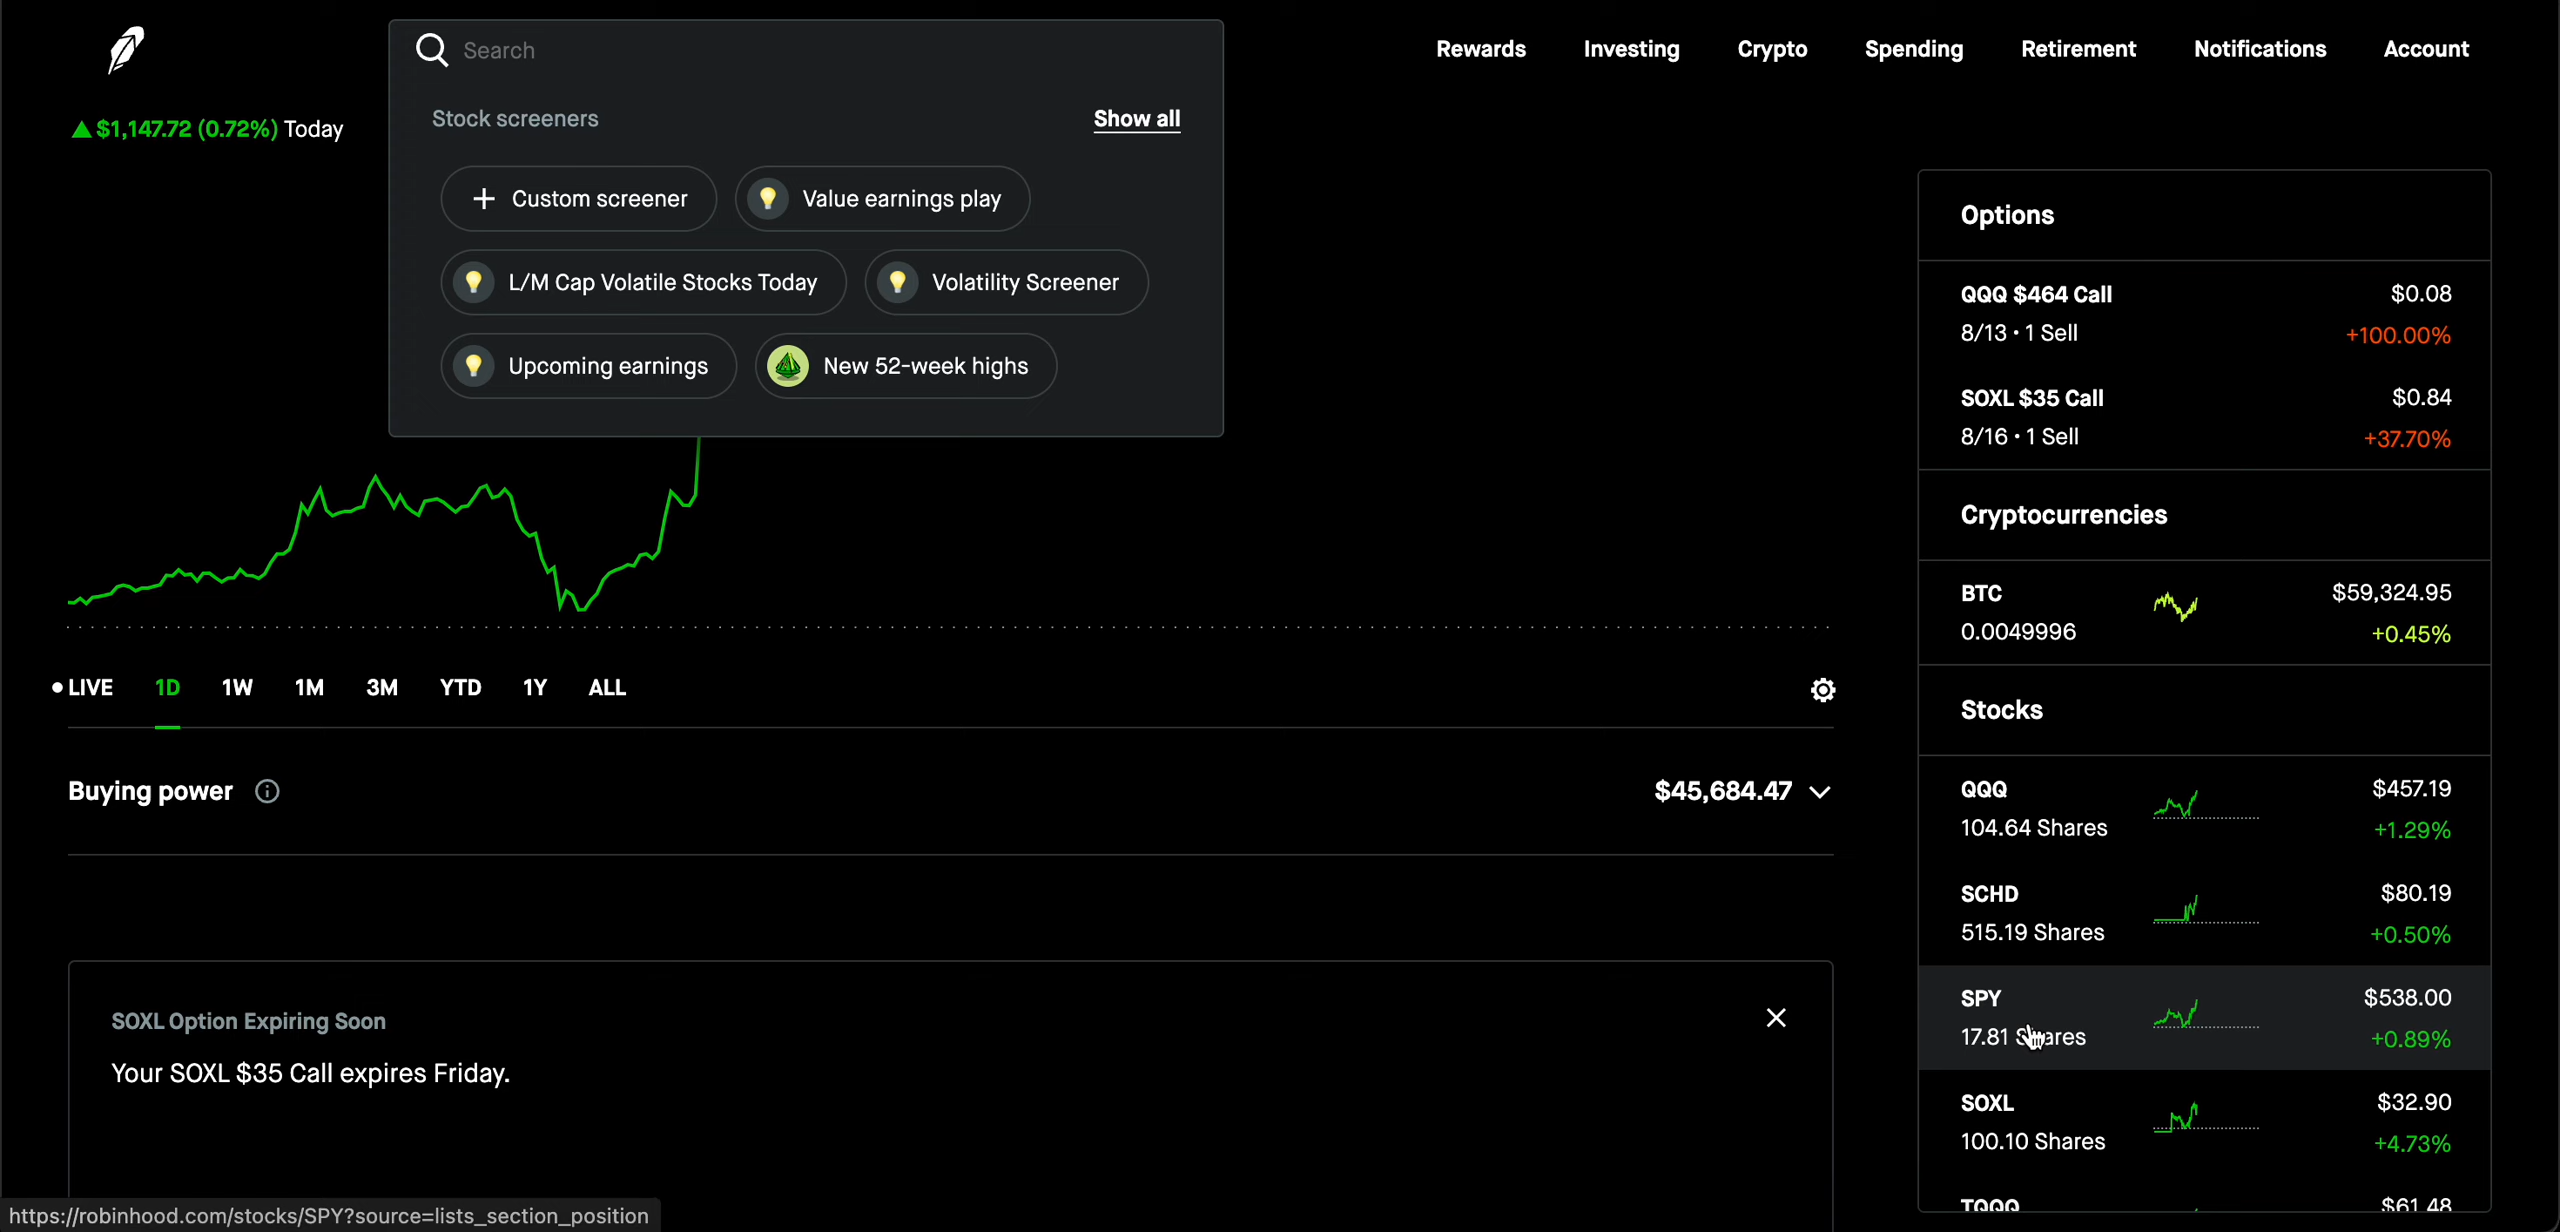 Search
Rewards
Investing
Crypto
Spending
Retirement
Notifications
Account
$1,147.72 (0.72%) Today
Stock screeners
Show all
Custom screener
Value earnings play
L/M Cap Volatile Stocks Today
Volatility Screener
Upcoming earnings
New 52-week highs
LIVE
1D
1W
1M
3M
YTD
1Y
ALL
Buying power
$45,684.47
SOXL Option Expiring Soon
Your SOXL $35 Call expires Friday.
Options
QQQ $464 Call
$0.08
8/13 · 1 Sell
+100.00%
SOXL $35 Call
$0.84
8/16 · 1 Sell
+37.70%
Cryptocurrencies
BTC
$59,324.95
0.0049996
+0.45%
Stocks
QQQ
$457.19
104.64 Shares
+1.29%
SCHD
$80.19
515.19 Shares
+0.50%
SPY
$538.00
17.81 Shares
+0.89%
SOXL
$32.90
100.10 Shares
+4.73%
TQQQ
$61.48
https://robinhood.com/stocks/SPY?source=lists_section_position